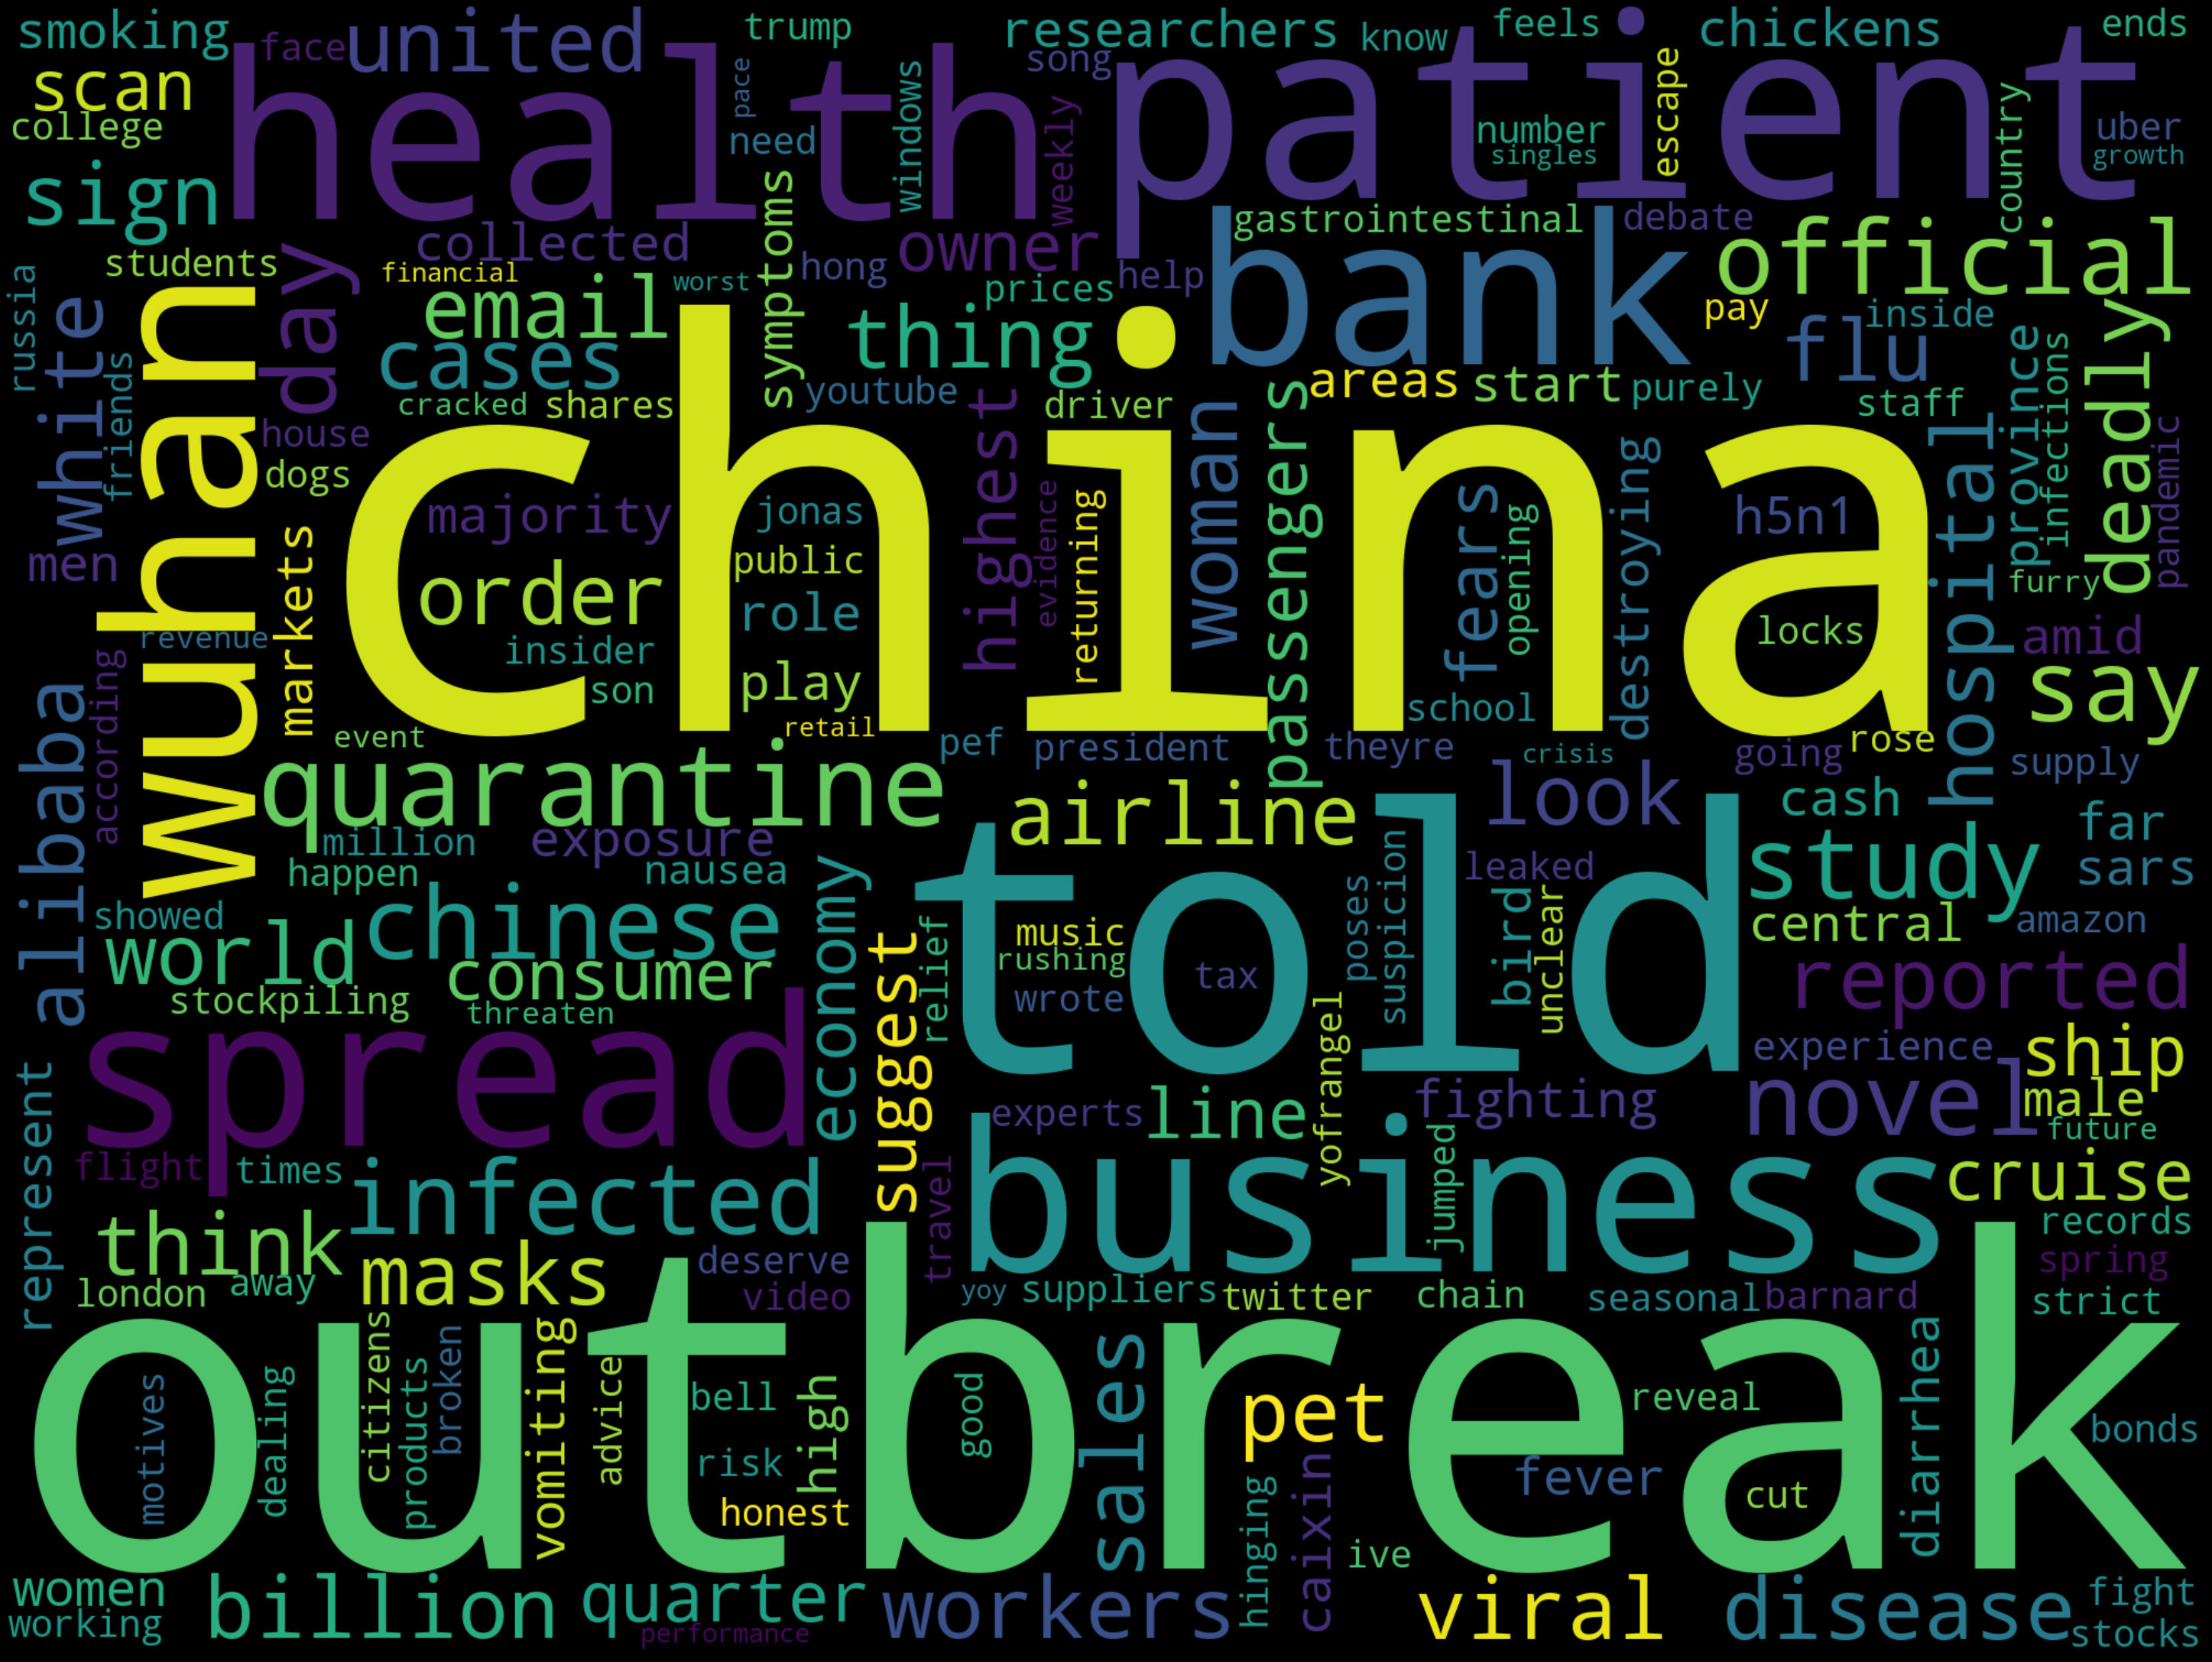 smoking
face
united
trump
researchers
know
feels
chickens
ends
scan
college
sign
health
pace
need
windows
song
weekly
patient
number
singles
escape
country
uber
growth
students
collected
financial
worst
symptoms
hong
owner
prices
help
gastrointestinal
debate
official
bank
pay
inside
russia
white
friends
wuhan
day
email
cases
cracked
shares
thing
youtube
driver
areas
start
purely
flu
staff
province
infections
deadly
pandemic
house
dogs
men
markets
china
majority
jonas
public
order
role
insider
son
play
retail
highest
evidence
returning
woman
passengers
fears
opening
destroying
h5n1
locks
hospital
furry
amid
say
revenue
according
alibaba
event
quarantine
pef
president
theyre
school
crisis
going
rose
supply
million
exposure
happen
nausea
airline
look
cash
far
sars
showed
world
chinese
consumer
stockpiling
threaten
economy
suggest
relief
told
music
rushing
wrote
tax
poses
suspicion
leaked
bird
unclear
study
central
amazon
reported
spread
experience
ship
male
future
novel
represent
flight
times
infected
experts
line
yofrangel
fighting
cruise
records
spring
strict
think
london
away
masks
deserve
video
travel
business
jumped
yoy
suppliers
twitter
chain
seasonal
barnard
outbreak
motives
dealing
citizens
products
broken
vomiting
advice
bell
risk
honest
high
good
sales
pet
reveal
fever
cut
diarrhea
bonds
hinging
caixin
ive
women
working
billion
quarter
performance
workers
viral
disease
fight
stocks